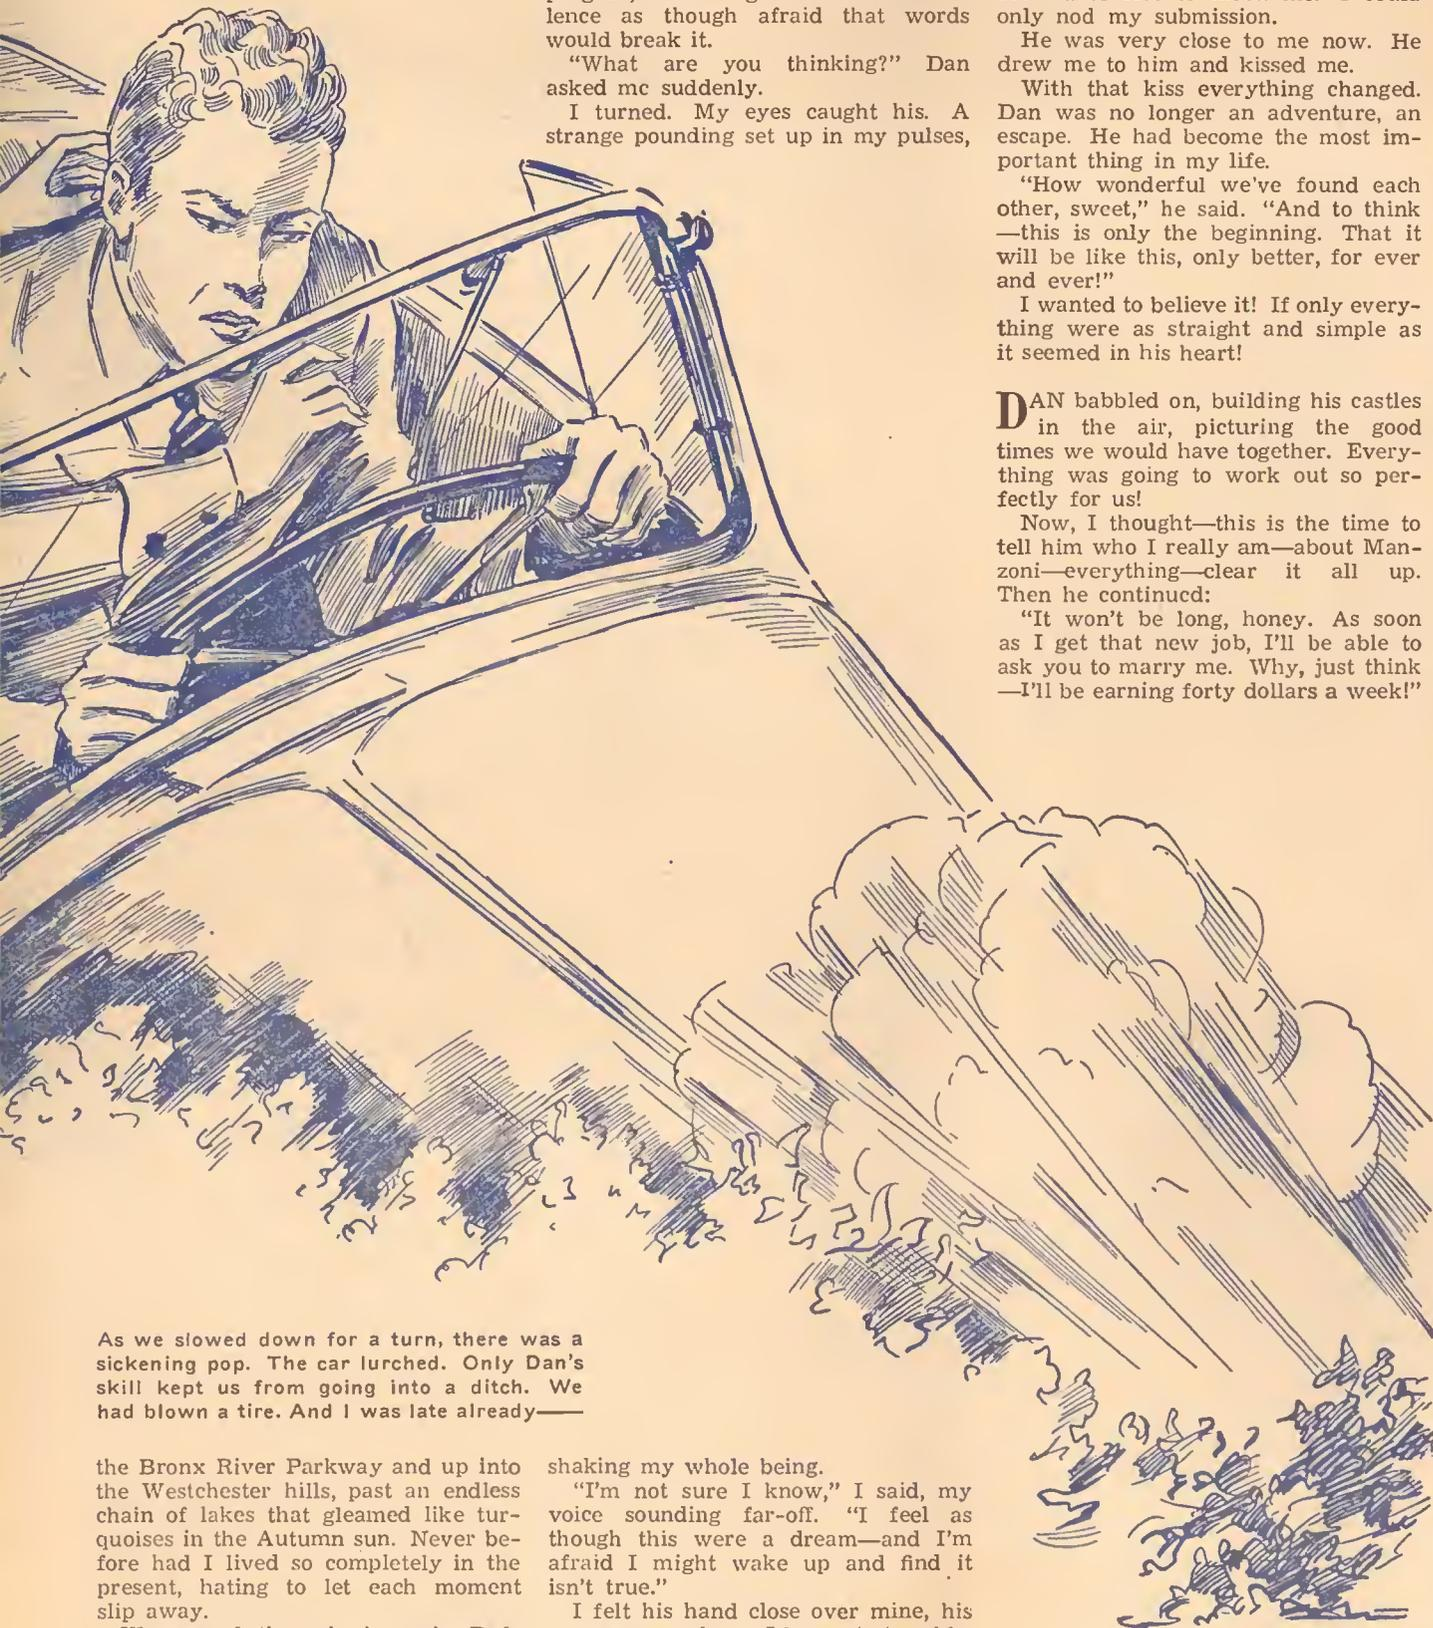 As we slowed down for a turn, there was a
sickening pop. The car lurched. Only Dan's
skill kept us from going into a ditch. We
had blown a tire. And I was late already——
the Bronx River Parkway and up into
the Westchester hills, past an endless
chain of lakes that gleamed like tur-
quoises in the Autumn sun. Never be-
fore had I lived so completely in the
present, hating to let each moment
slip away.
lence as though afraid that words
would break it.
“What are you thinking?” Dan
asked mc suddenly.
I turned. My eyes caught his. A
strange pounding set up in my pulses,
shaking my whole being.
“I'm not sure I know,” I said, my
voice sounding far-off. “I feel as
though this were a dream—and I'm
afraid I might wake up and find it
isn't true.”
I felt his hand close over mine, his
only nod my submission.
He was very close to me now. He
drew me to him and kissed me.
With that kiss everything changed.
Dan was no longer an adventure, an
escape. He had become the most im-
portant thing in my life.
“How wonderful we've found each
other, sweet,” he said. “And to think
—this is only the beginning. That it
will be like this, only better, for ever
and ever!”
I wanted to believe it! If only every-
thing were as straight and simple as
it seemed in his heart!
DAN babbled on, building his castles
in the air, picturing the good
times we would have together. Every-
thing was going to work out so per-
fectly for us!
Now, I thought—this is the time to
tell him who I really am—about Man-
zoni—everything—clear it all up.
Then he continucd:
“It won't be long, honey. As soon
as I get that new job, I'll be able to
ask you to marry me. Why, just think
—I'll be earning forty dollars a week!”